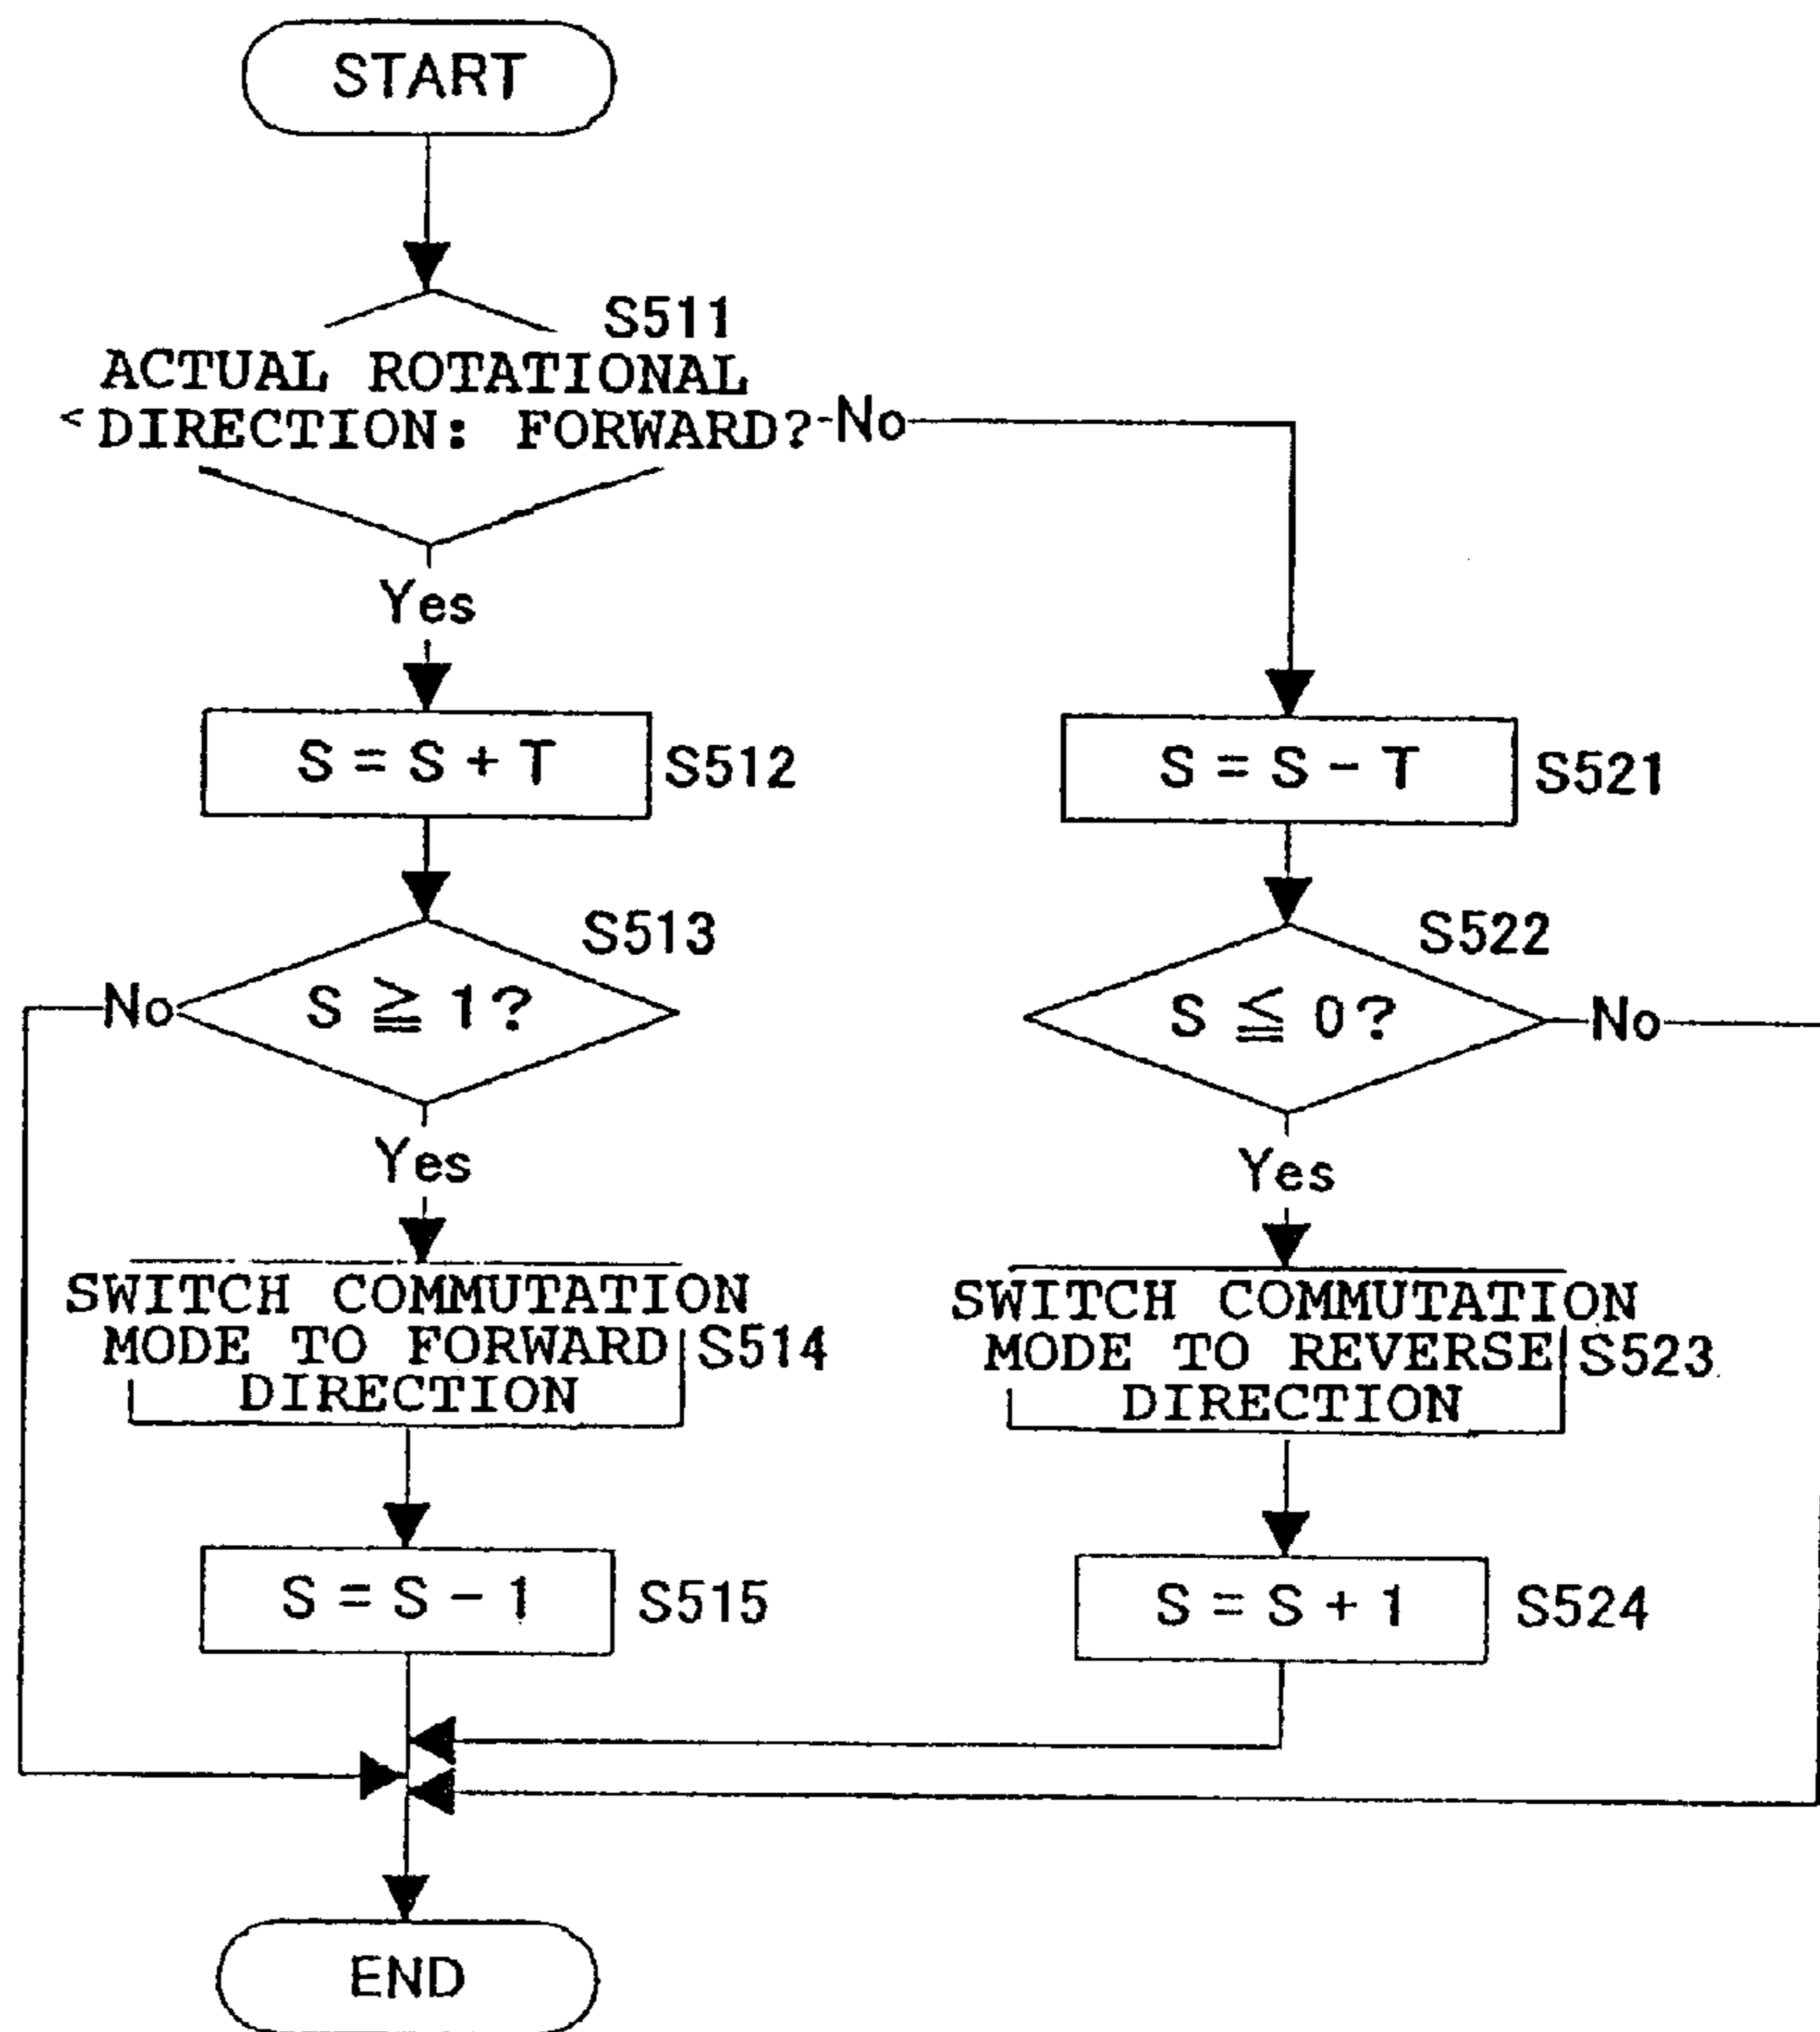 START
S511
ACTUAL ROTATIONAL
DIRECTION: FORWARD?
No
Yes
S = S + T
S512
S = S - T
S521
S513
S522
No
S ≧ 1?
S ≦ 0?
No
Yes
Yes
SWITCH COMMUTATION
MODE TO FORWARD
DIRECTION
S514
SWITCH COMMUTATION
MODE TO REVERSE
DIRECTION
S523
S = S - 1
S515
S = S + 1
S524
END